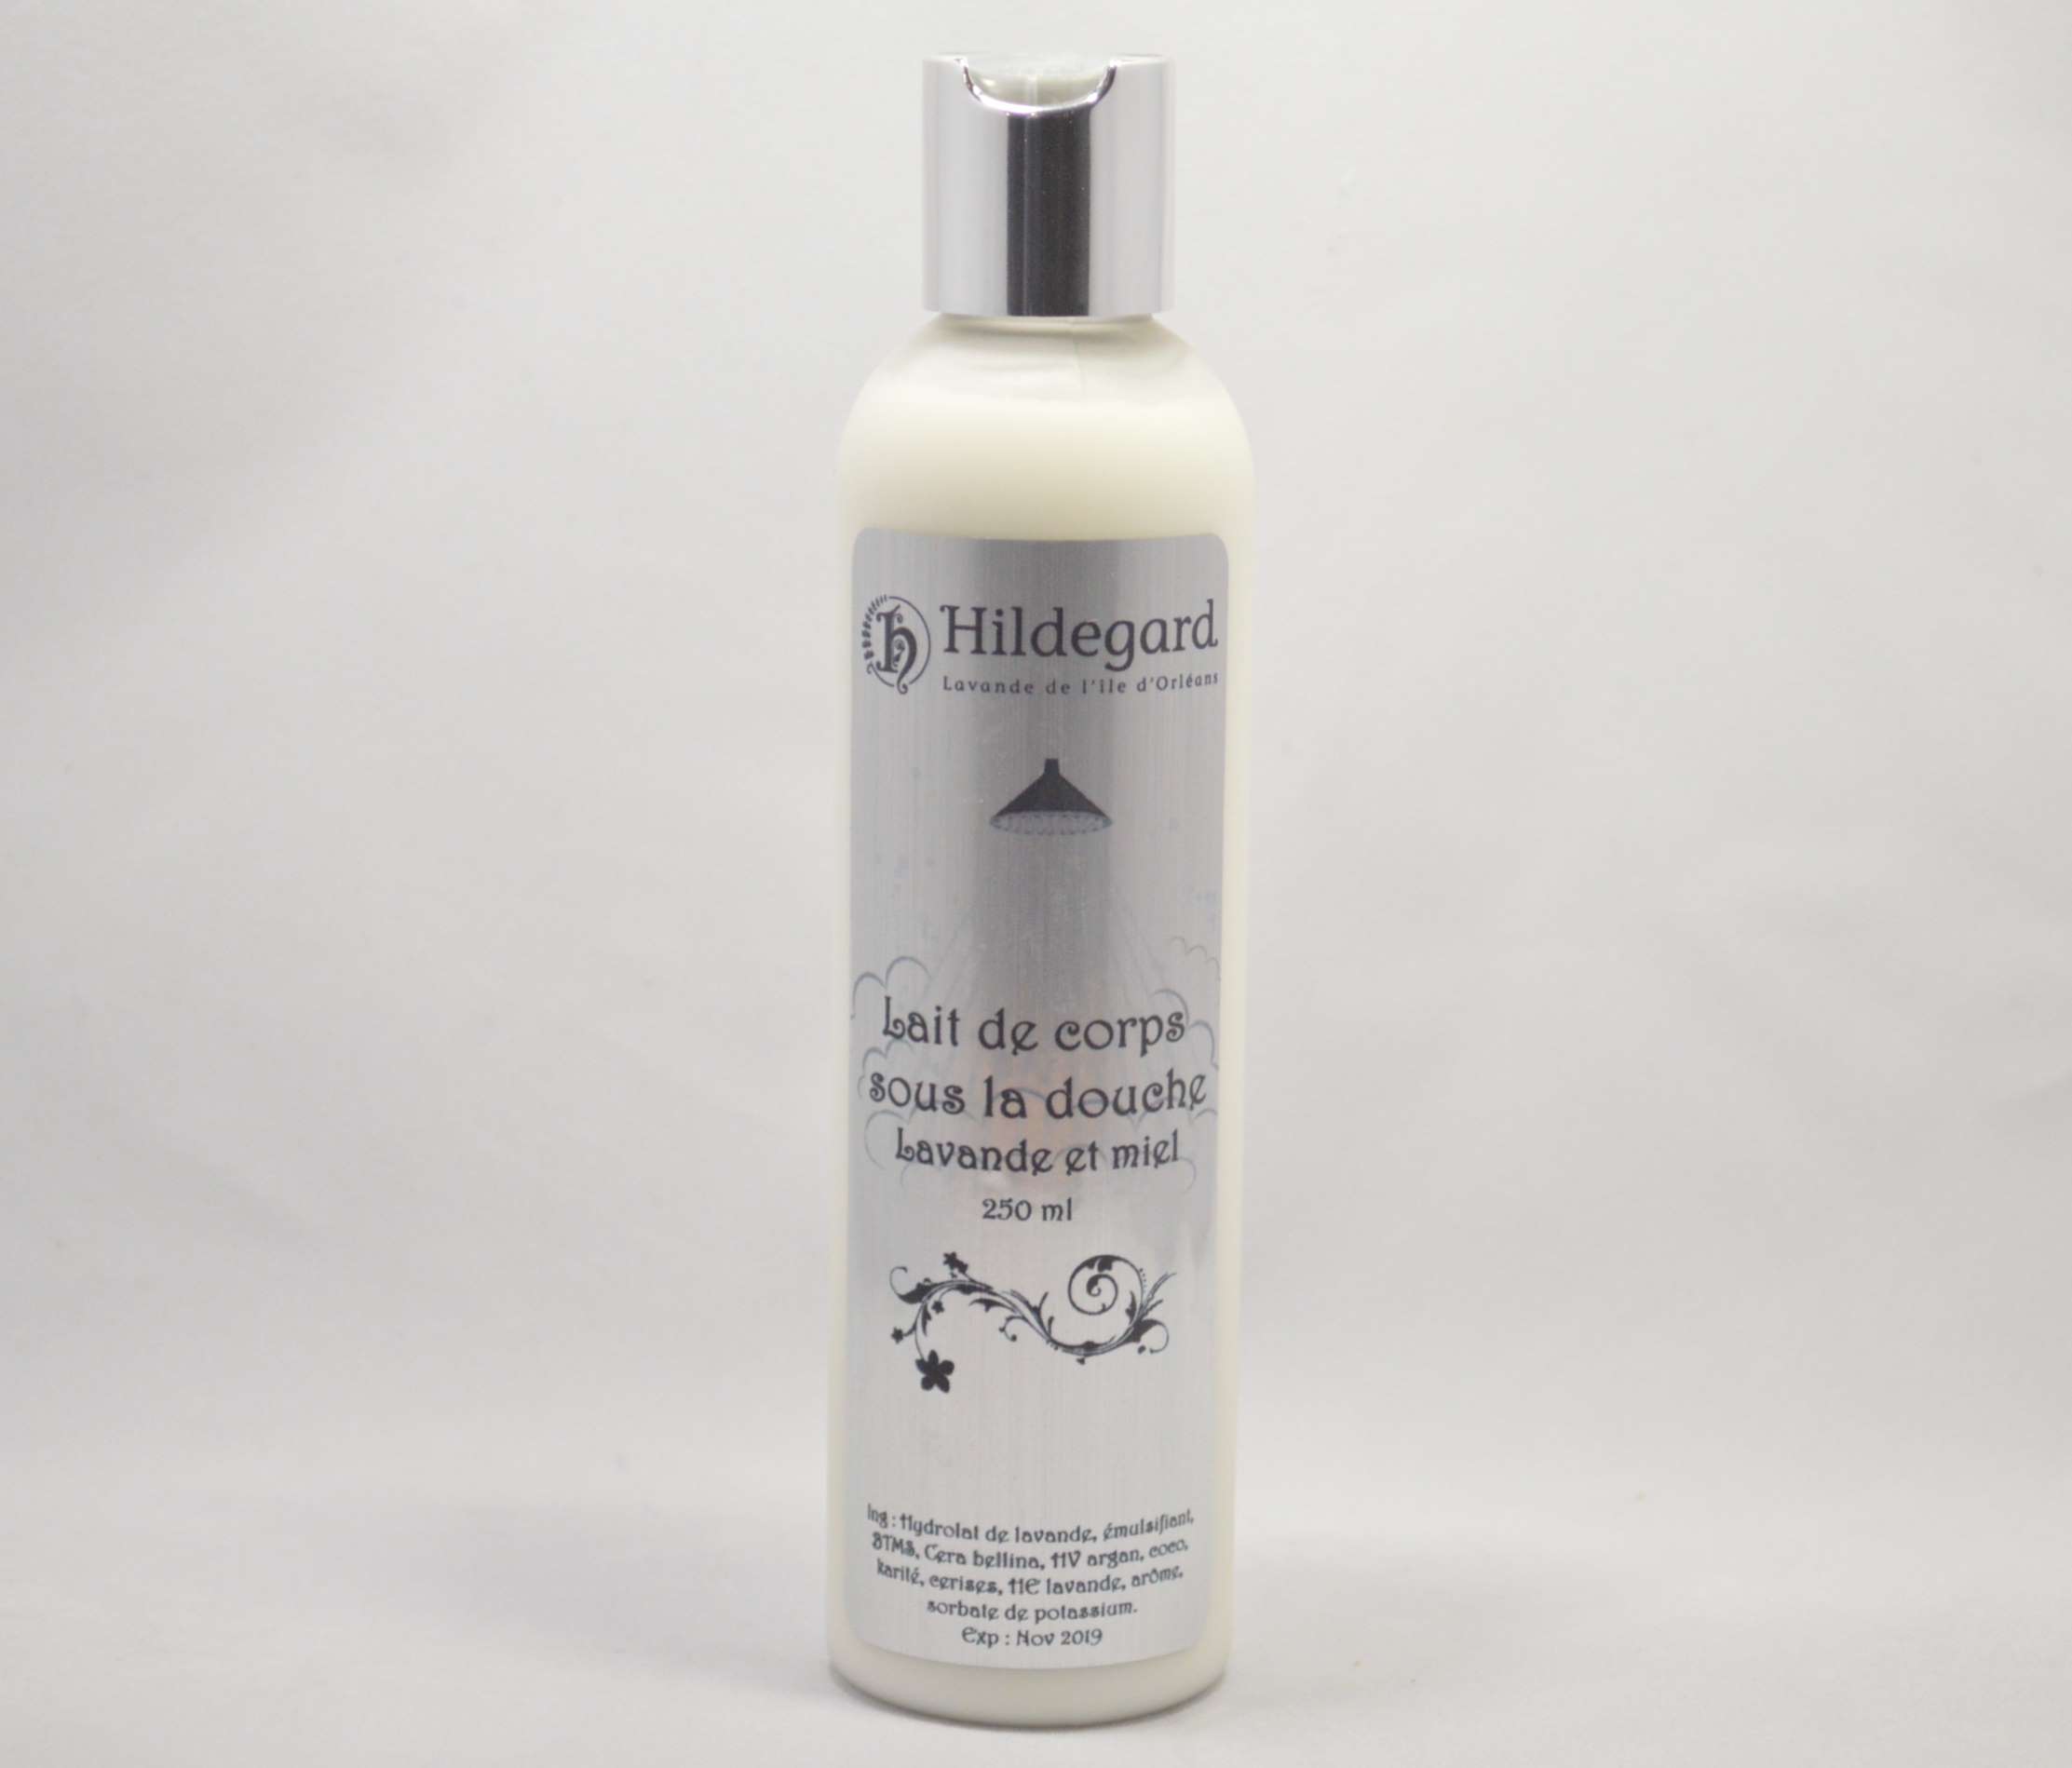 Hildegard
Lavande de l'île d'Orléans
Lait de corps
sous la douche
Lavande et miel
250 ml
Ing : Hydrolat de lavande, émulsifiant,
BTMS, Cera bellina, HV argan, coco,
karité, cerises, HE lavande, arôme,
sorbate de potassium.
Exp : Nov 2019